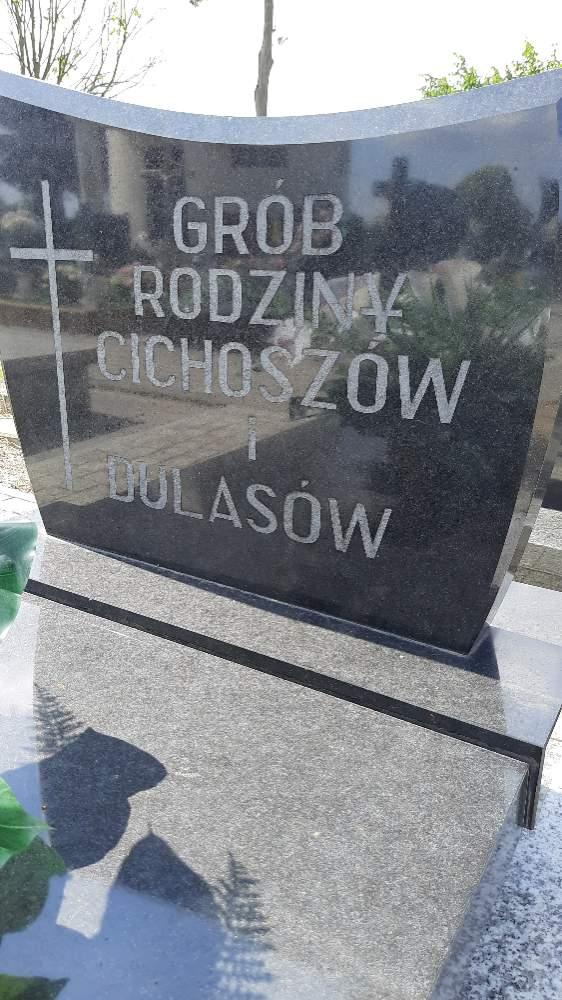 GRÓB
RODZINY
CICHOSZÓW
i
DULASÓW